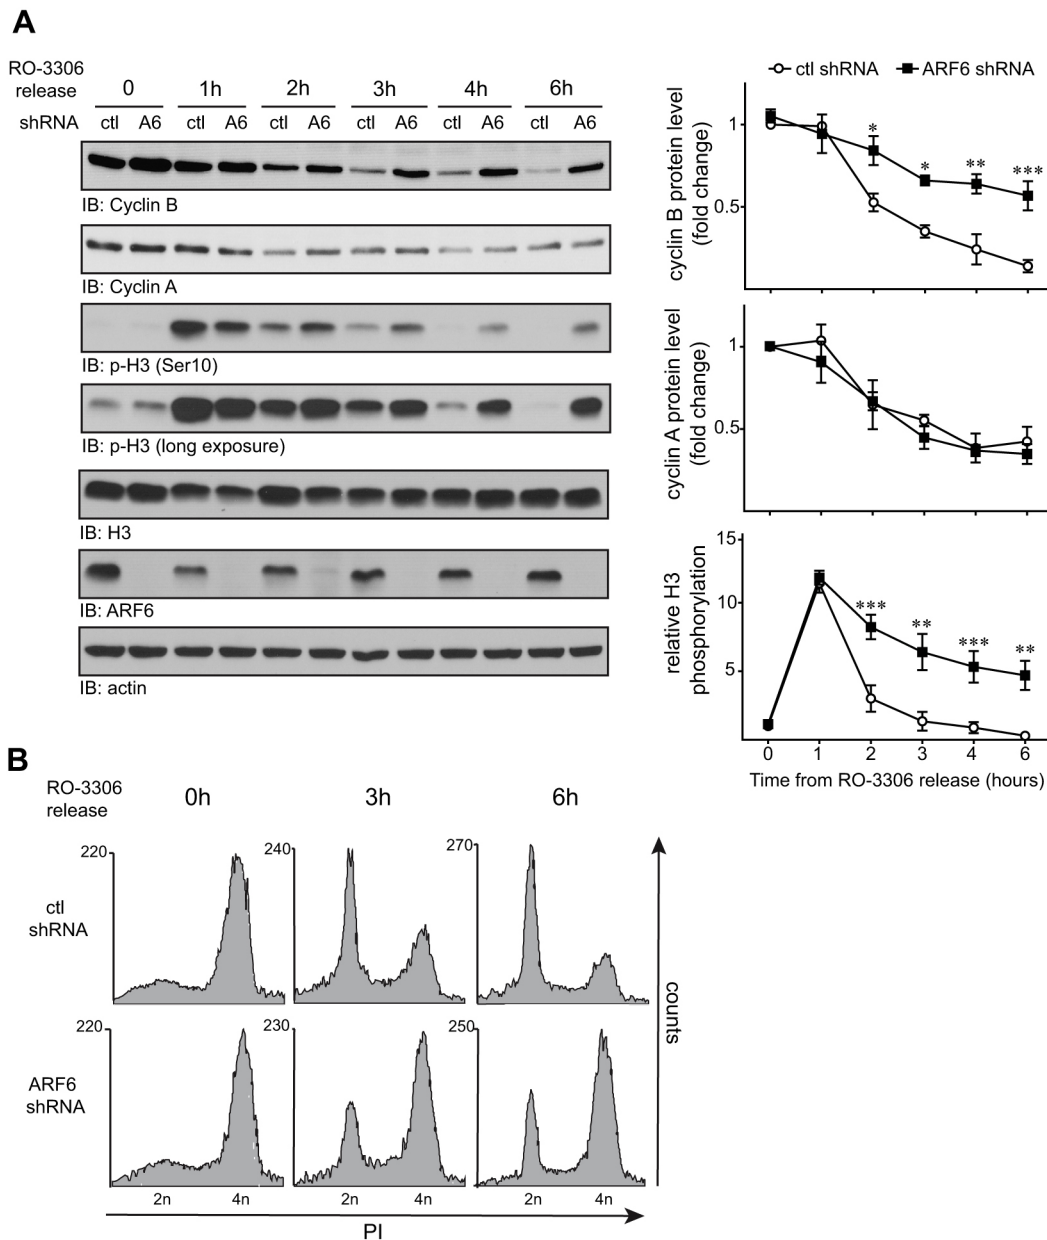 A
RO-3306
release
0 1h 2h 3h 4h 6h
shRNA ctl A6 ctl A6 ctl A6 ctl A6 ctl A6 ctl A6
IB: Cyclin B
IB: Cyclin A
IB: p-H3 (Ser10)
IB: p-H3 (long exposure)
IB: H3
IB: ARF6
IB: actin
ctl shRNA ARF6 shRNA
cyclin B protein level
(fold change)
1
0.5
* * ** ***
cyclin A protein level
(fold change)
1
0.5
relative H3
phosphorylation
15
10
5
*** ** *** **
0 1 2 3 4 6
Time from RO-3306 release (hours)
B
RO-3306
release
0h 3h 6h
ctl
shRNA
220 240 270
ARF6
shRNA
220 230 250
2n 4n 2n 4n 2n 4n
PI
counts